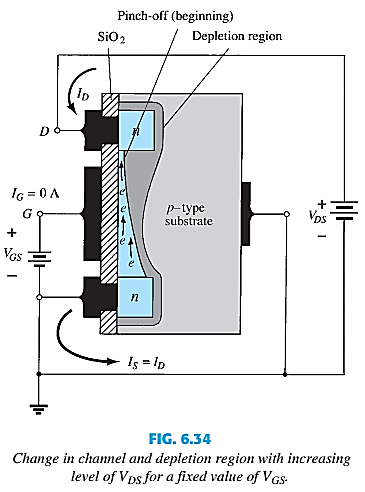 Pinch-off (beginning)
SiO2
Depletion region
ID
D
n
e
IG = 0 A
G
e
p-type
substrate
+
VDS
–
+
VGS
–
e
e
n
IS = ID
FIG. 6.34
Change in channel and depletion region with increasing
level of VDS for a fixed value of VGS.